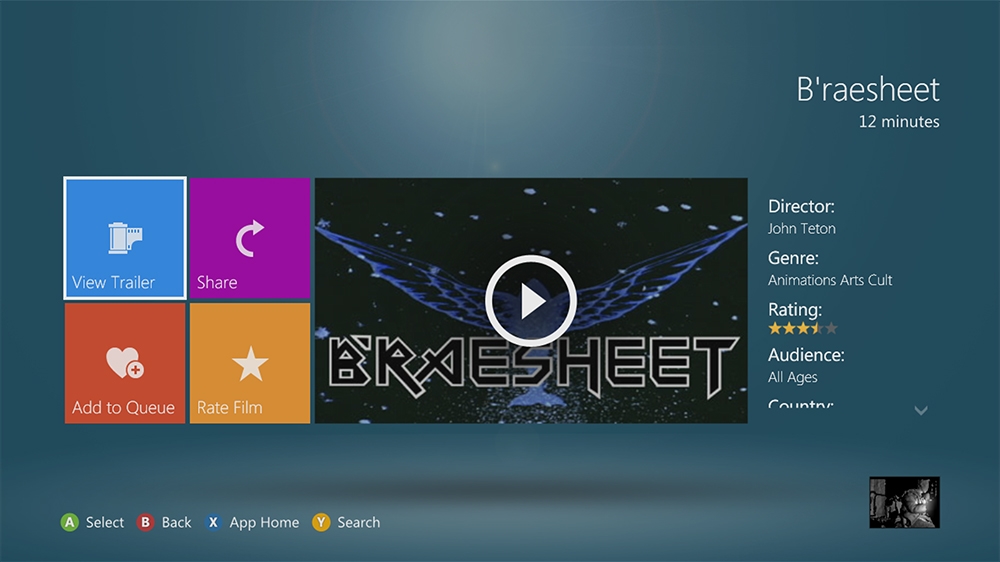 B'raesheet
12 minutes
View Trailer
Share
Add to Queue
Rate Film
B'RAESHEET
Director:
John Teton
Genre:
Animations Arts Cult
Rating:
Audience:
All Ages
Country:
A Select B Back X App Home Y Search